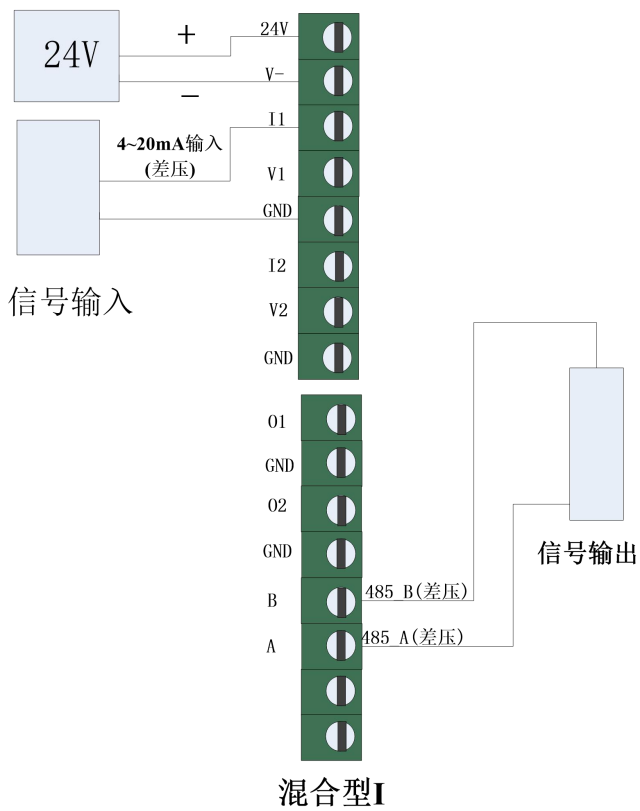 24V
+
−
24V
V-
I1
4~20mA输入
(差压)
V1
GND
信号输入
I2
V2
GND
O1
GND
O2
GND
信号输出
B
485_B(差压)
A
485_A(差压)
混合型I